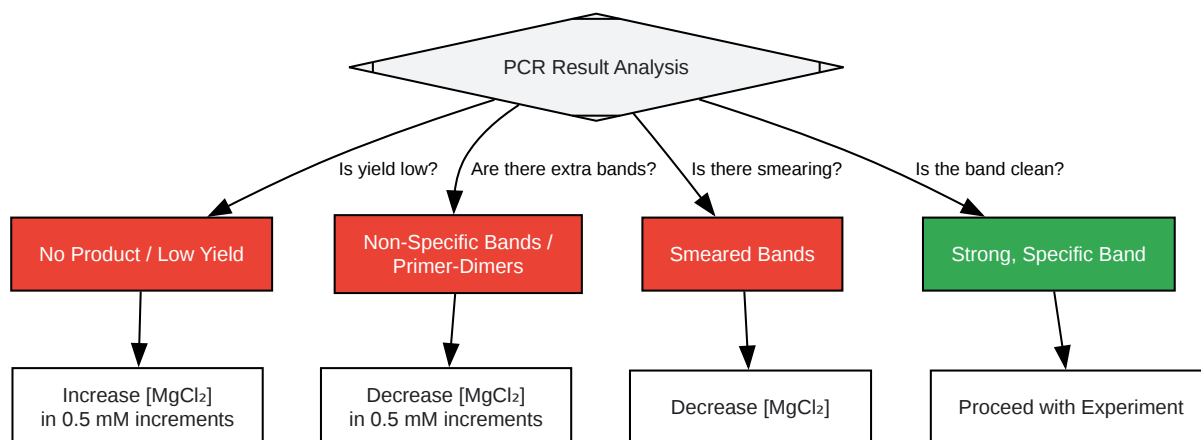 PCR Result Analysis
Is yield low?
Are there extra bands?
Is there smearing?
Is the band clean?
No Product / Low Yield
Non-Specific Bands /
Primer-Dimers
Smeared Bands
Strong, Specific Band
Increase [MgCl₂]
in 0.5 mM increments
Decrease [MgCl₂]
in 0.5 mM increments
Decrease [MgCl₂]
Proceed with Experiment